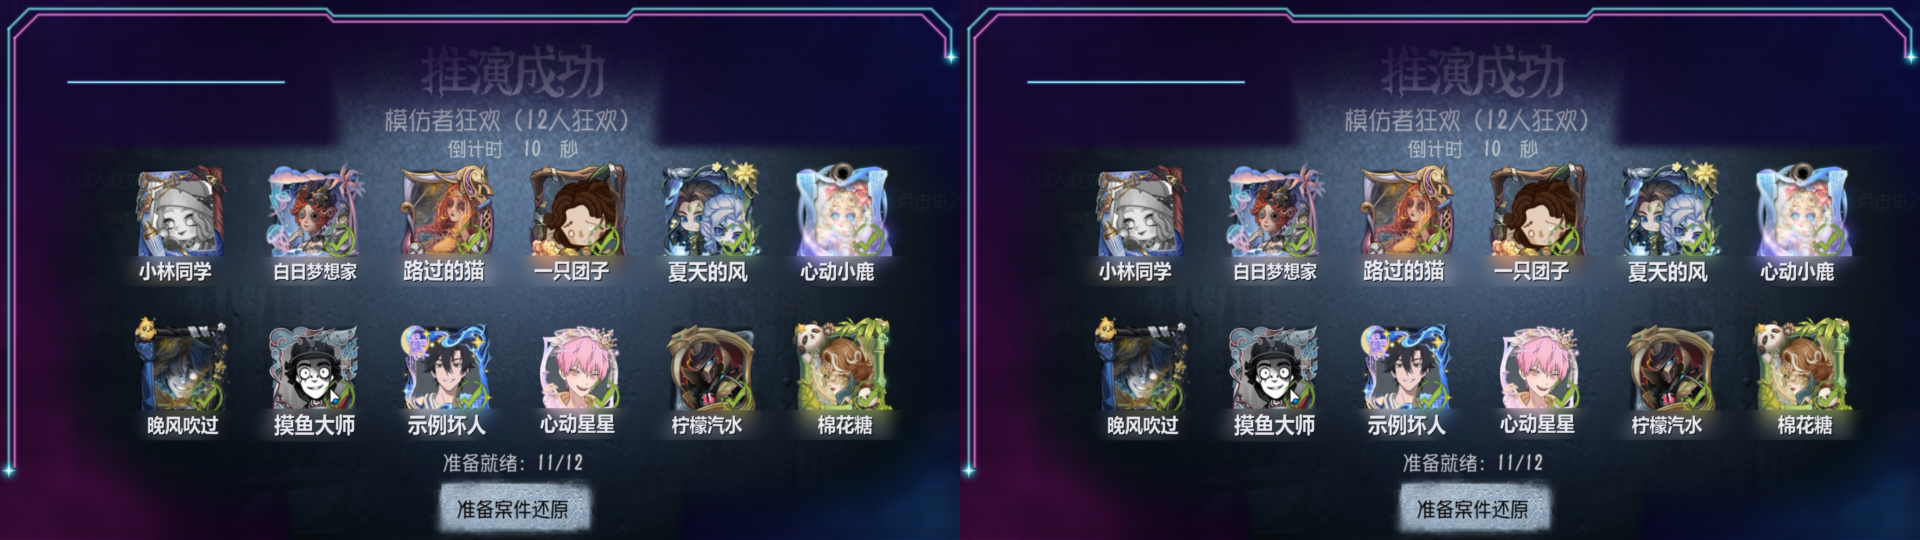 推演成功
模仿者狂欢（12人狂欢）
倒计时 10 秒
小林同学 白日梦想家 路过的猫 一只团子 夏天的风 心动小鹿
晚风吹过 摸鱼大师 示例坏人 心动星星 柠檬汽水 棉花糖
准备就绪：11/12
准备案件还原
推演成功
模仿者狂欢（12人狂欢）
倒计时 10 秒
小林同学 白日梦想家 路过的猫 一只团子 夏天的风 心动小鹿
晚风吹过 摸鱼大师 示例坏人 心动星星 柠檬汽水 棉花糖
准备就绪：11/12
准备案件还原